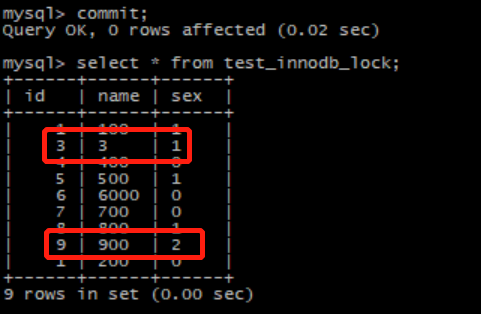 mysql> commit;
Query OK, 0 rows affected (0.02 sec)
mysql> select * from test_innodb_lock;
+------+------+------+
| id | name | sex |
+------+------+------+
| 1 | 100 | 1 |
| 3 | 3 | 1 |
| 4 | 400 | 0 |
| 5 | 500 | 1 |
| 6 | 6000 | 0 |
| 7 | 700 | 0 |
| 8 | 800 | 1 |
| 9 | 900 | 2 |
| 1 | 200 | 0 |
+------+------+------+
9 rows in set (0.00 sec)